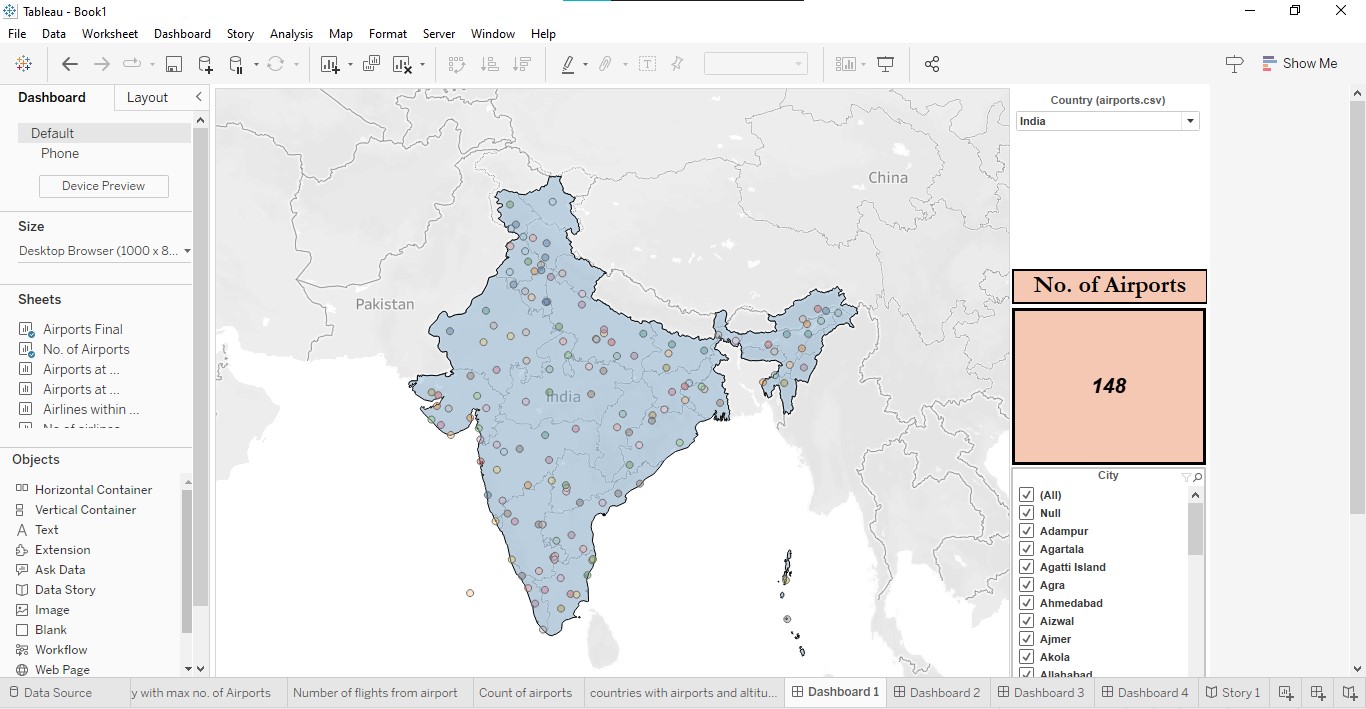 Tableau - Book1
File Data Worksheet Dashboard Story Analysis Map Format Server Window Help
Show Me
Dashboard Layout
Default
Phone
Device Preview
Size
Desktop Browser (1000 x 8...
Sheets
Airports Final
No. of Airports
Airports at ...
Airports at ...
Airlines within ...
No of airlines
Objects
Horizontal Container
Vertical Container
Text
Extension
Ask Data
Data Story
Image
Blank
Workflow
Web Page
China
Pakistan
India
Country (airports.csv)
India
No. of Airports
148
City
(All)
Null
Adampur
Agartala
Agatti Island
Agra
Ahmedabad
Aizwal
Ajmer
Akola
Allahabad
Data Source y with max no. of Airports Number of flights from airport Count of airports countries with airports and altitu... Dashboard 1 Dashboard 2 Dashboard 3 Dashboard 4 Story 1